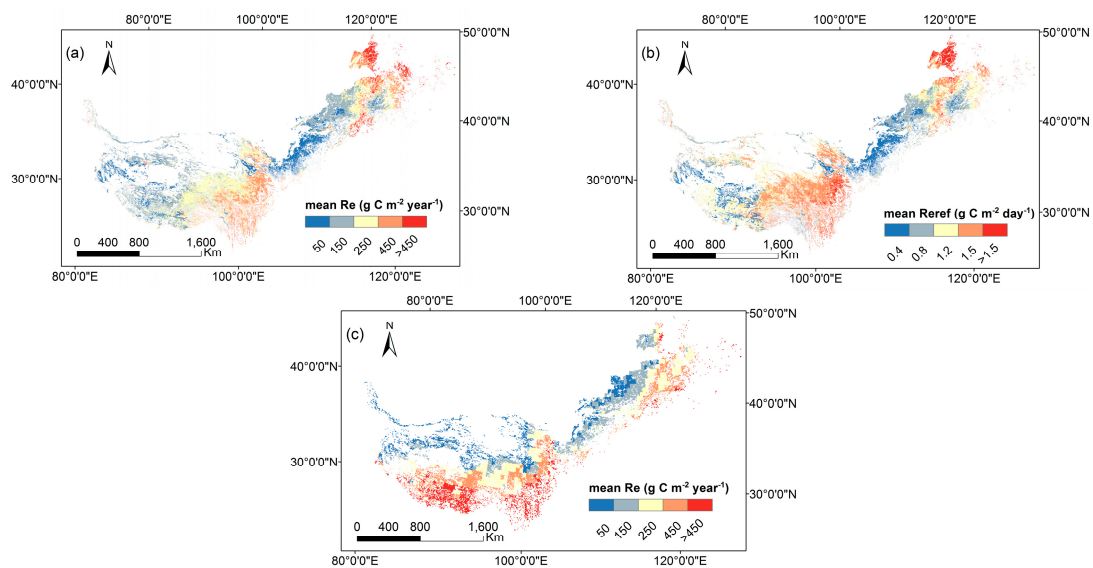 80°0'0"E 100°0'0"E 120°0'0"E
(a)
N
50°0'0"N
40°0'0"N
40°0'0"N
30°0'0"N
30°0'0"N
mean Re (g C m⁻² year⁻¹)
50 150 250 450 >450
0 400 800 1,600
Km
80°0'0"E 100°0'0"E 120°0'0"E
80°0'0"E 100°0'0"E 120°0'0"E
(b)
N
50°0'0"N
40°0'0"N
40°0'0"N
30°0'0"N
30°0'0"N
mean Reref (g C m⁻² day⁻¹)
0.4 0.8 1.2 1.5 >1.5
0 400 800 1,600
Km
80°0'0"E 100°0'0"E 120°0'0"E
80°0'0"E 100°0'0"E 120°0'0"E
(c)
N
50°0'0"N
40°0'0"N
40°0'0"N
30°0'0"N
30°0'0"N
mean Re (g C m⁻² year⁻¹)
50 150 250 450 >450
0 400 800 1,600
Km
80°0'0"E 100°0'0"E 120°0'0"E